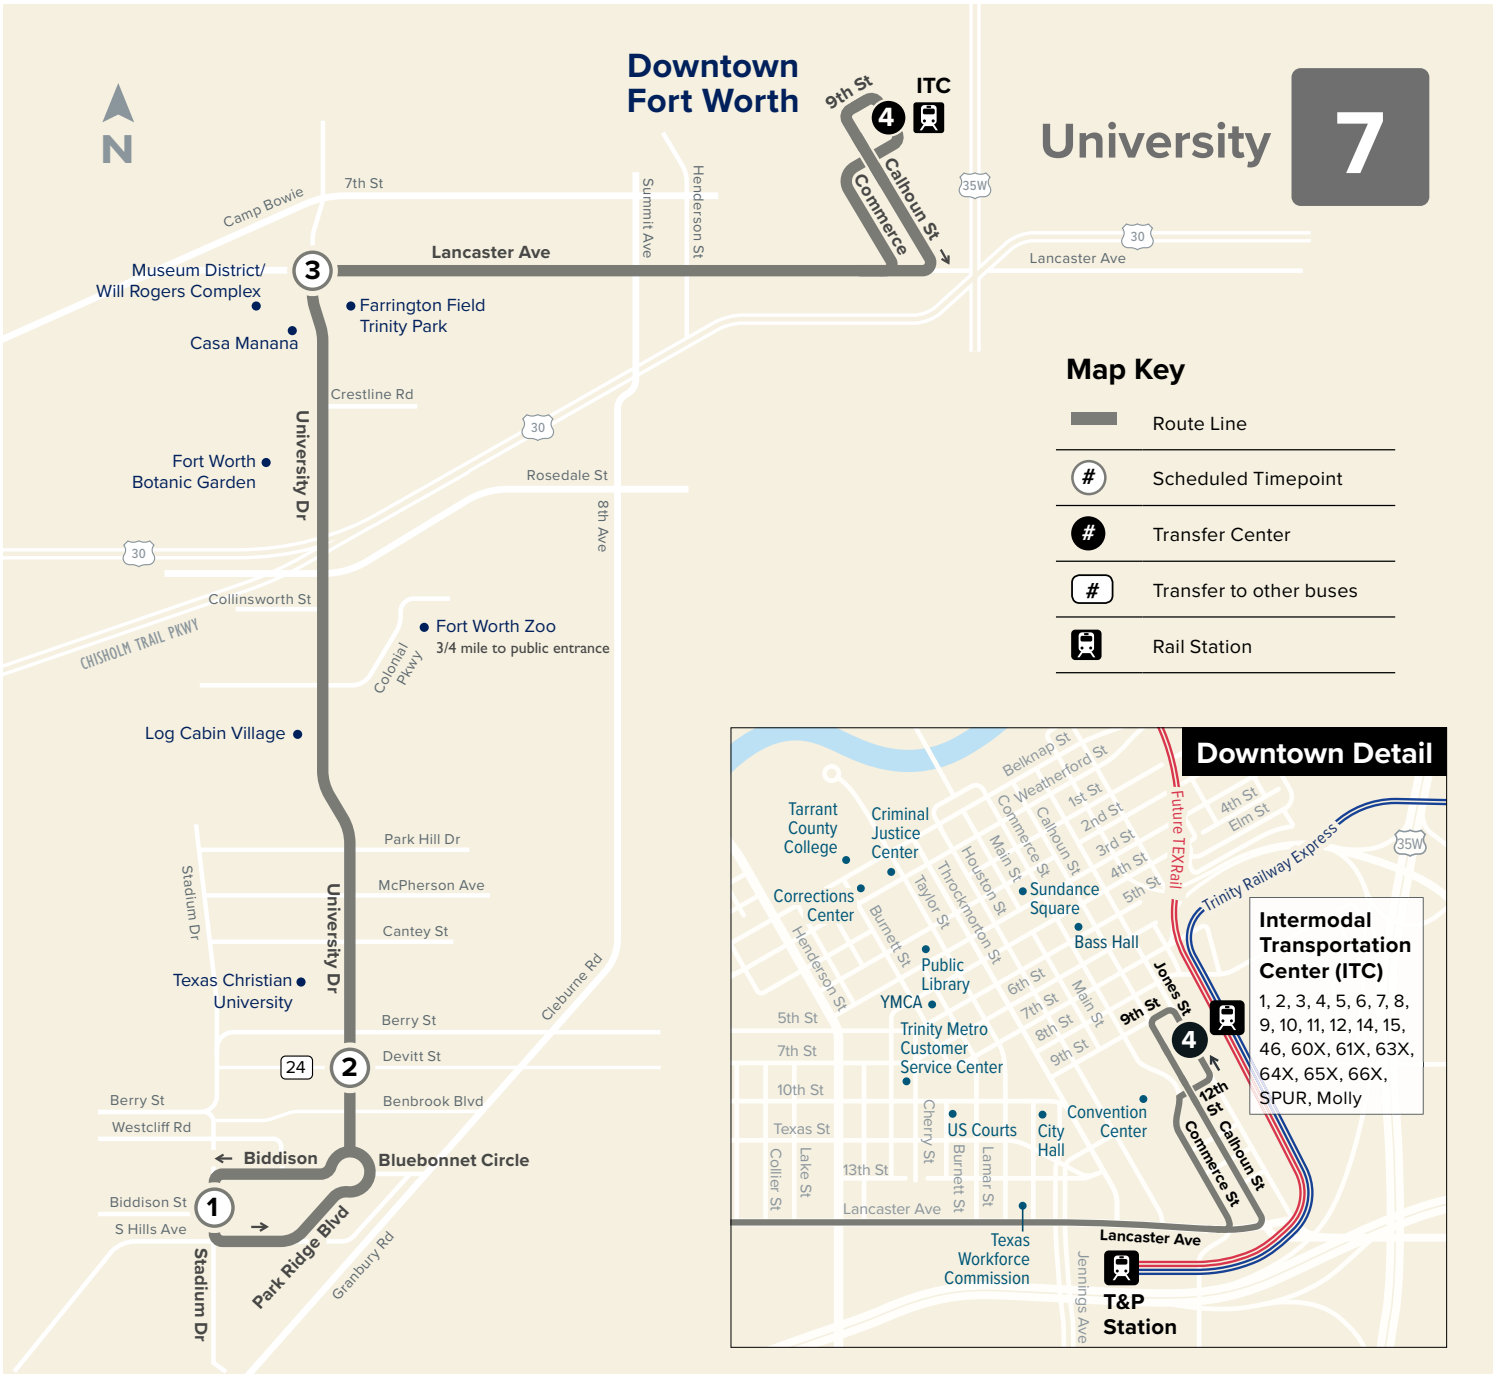 Downtown
Fort Worth
9th St
4
ITC
University
7
N
Camp Bowie
7th St
Summit Ave
Henderson St
Commerce
Calhoun St
35W
30
Lancaster Ave
Lancaster Ave
3
Museum District/
Will Rogers Complex
Casa Manana
Farrington Field
Trinity Park
Crestline Rd
30
University Dr
Fort Worth
Botanic Garden
Rosedale St
8th Ave
30
Collinsworth St
CHISHOLM TRAIL PKWY
Fort Worth Zoo
3/4 mile to public entrance
Colonial
Pkwy
Log Cabin Village
Park Hill Dr
McPherson Ave
Stadium Dr
University Dr
Cantey St
Texas Christian
University
Cleburne Rd
Berry St
24
2
Devitt St
Benbrook Blvd
Berry St
Westcliff Rd
Biddison
Bluebonnet Circle
Biddison St
1
S Hills Ave
Stadium Dr
Park Ridge Blvd
Granbury Rd
Map Key
Route Line
#
Scheduled Timepoint
#
Transfer Center
#
Transfer to other buses
Rail Station
Downtown Detail
Belknap St
Weatherford St
1st St
2nd St
3rd St
4th St
5th St
4th St
Elm St
Commerce St
Calhoun St
Main St
Houston St
Throckmorton St
Taylor St
Burnett St
Henderson St
Future TEXRail
Trinity Railway Express
35W
Tarrant
County
College
Criminal
Justice
Center
Corrections
Center
Sundance
Square
Bass Hall
Public
Library
YMCA
Trinity Metro
Customer
Service Center
6th St
7th St
8th St
9th St
Main St
9th St
Jones St
4
12th
St
Intermodal
Transportation
Center (ITC)
1, 2, 3, 4, 5, 6, 7, 8,
9, 10, 11, 12, 14, 15,
46, 60X, 61X, 63X,
64X, 65X, 66X,
SPUR, Molly
5th St
7th St
10th St
Texas St
13th St
Collier St
Lake St
Cherry St
Burnett St
Lamar St
US Courts
City
Hall
Convention
Center
Commerce St
Calhoun St
Lancaster Ave
Lancaster Ave
Texas
Workforce
Commission
Jennings Ave
T&P
Station